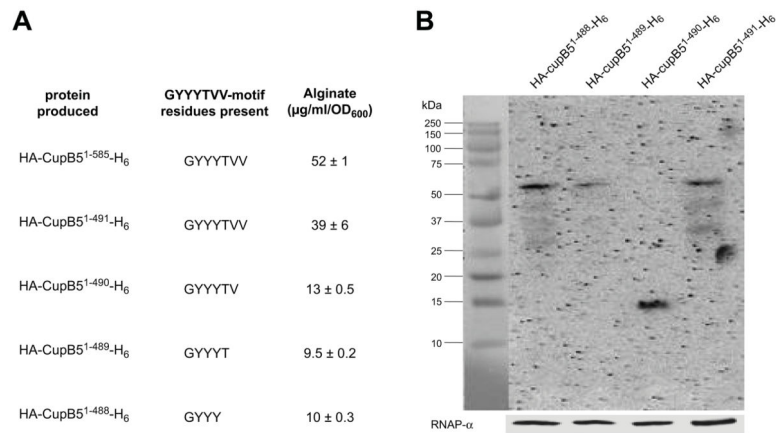 A
protein produced
GYYYTVV-motif residues present
Alginate (µg/ml/OD600)
HA-CupB51-585-H6 GYYYTVV 52 ± 1
HA-CupB51-491-H6 GYYYTVV 39 ± 6
HA-CupB51-490-H6 GYYYTV 13 ± 0.5
HA-CupB51-489-H6 GYYYT 9.5 ± 0.2
HA-CupB51-488-H6 GYYY 10 ± 0.3
B
HA-cupB51-488-H6
HA-cupB51-489-H6
HA-cupB51-490-H6
HA-cupB51-491-H6
kDa
250
150
100
75
50
37
25
20
15
10
RNAP-α